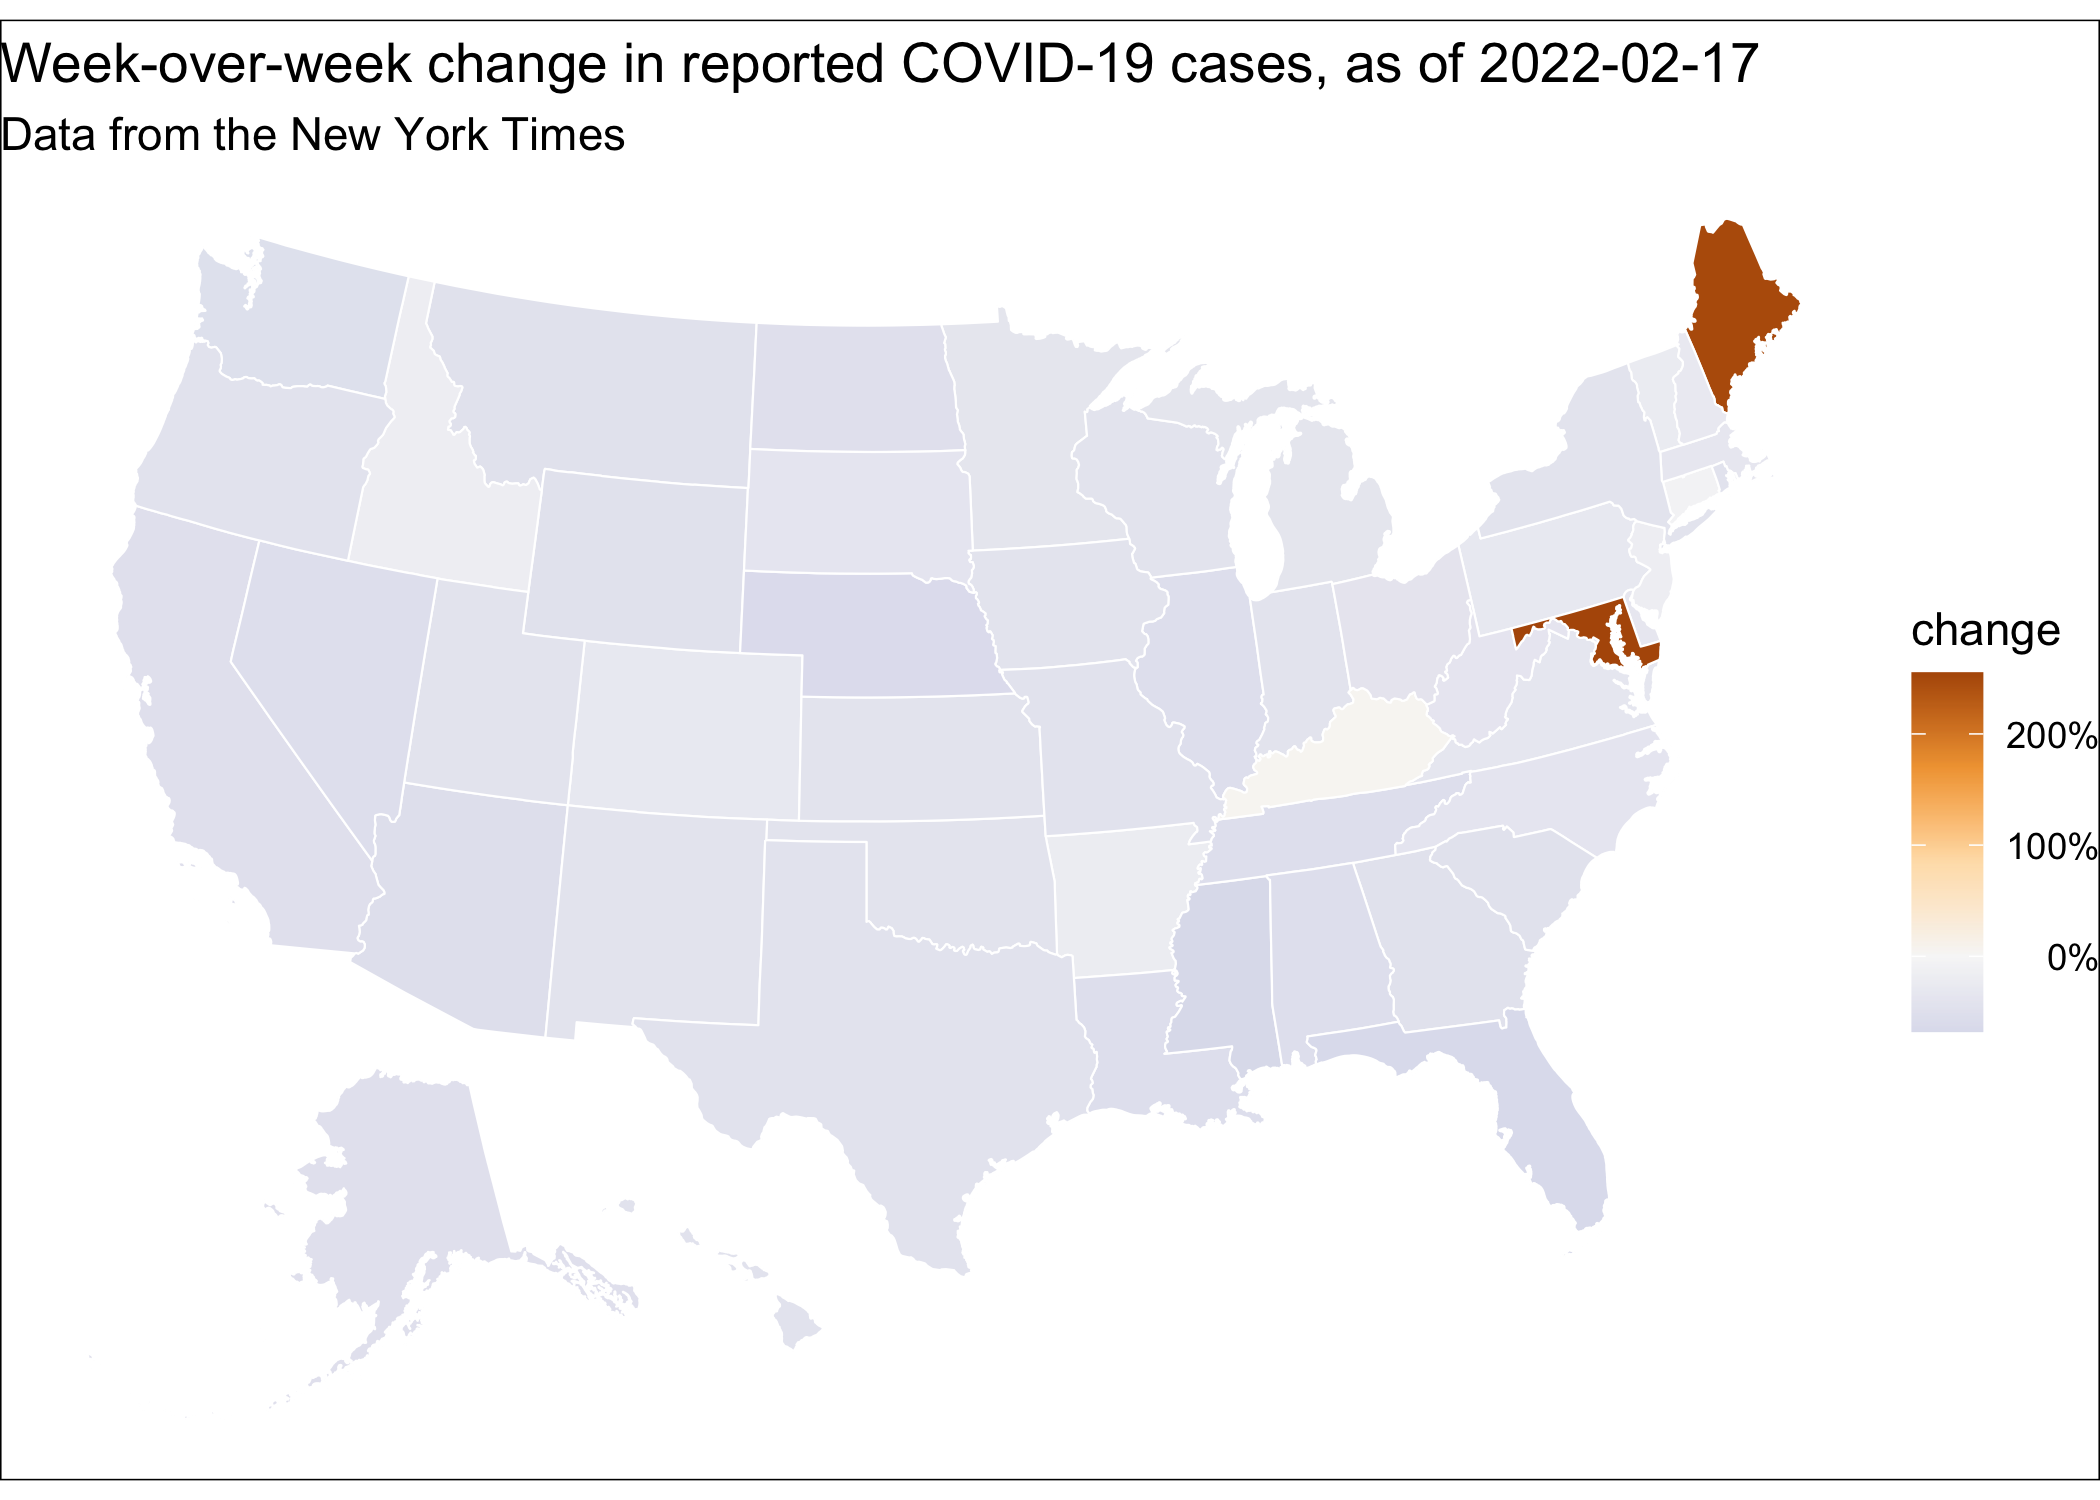 Week-over-week change in reported COVID-19 cases, as of 2022-02-17
Data from the New York Times
change
200%
100%
0%